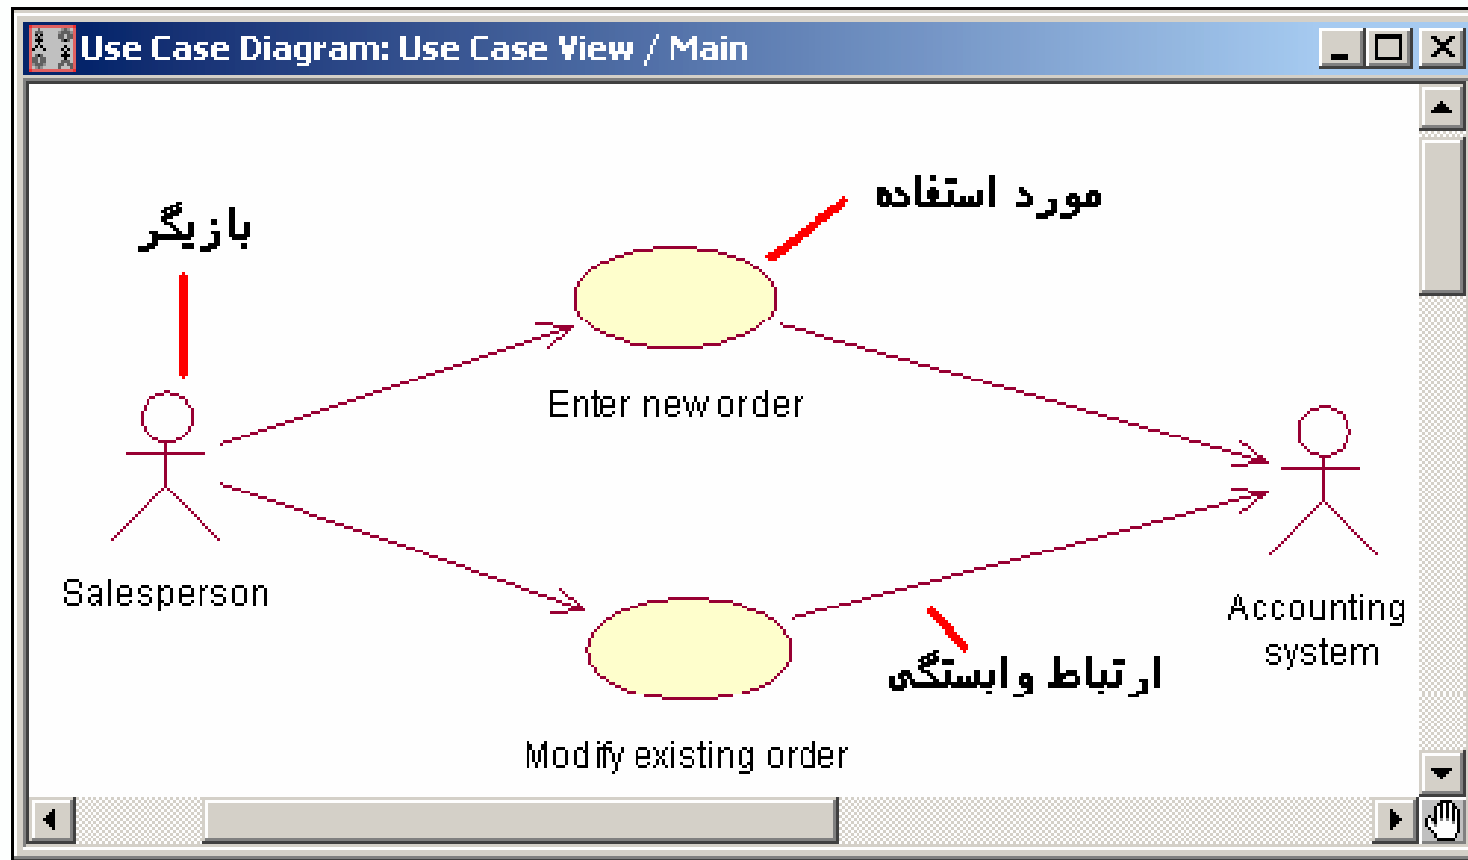 Use Case Diagram: Use Case View / Main
مورد استفاده
بازیگر
Enter new order
Salesperson
Accounting
system
ارتباط وابستگی
Modify existing order